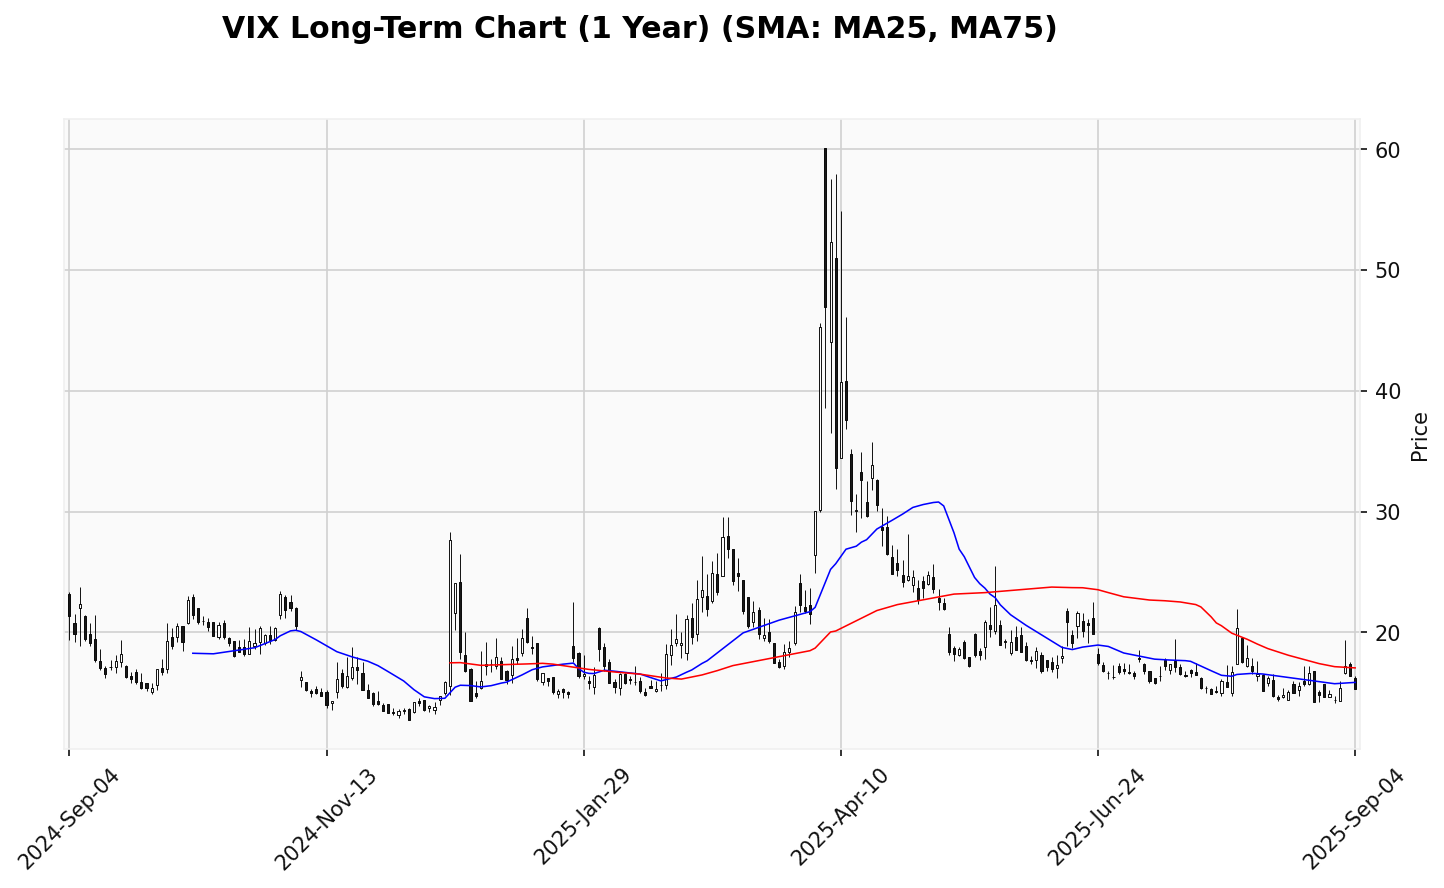 VIX Long-Term Chart (1 Year) (SMA: MA25, MA75)
60
50
40
30
20
Price
2024-Sep-04
2024-Nov-13
2025-Jan-29
2025-Apr-10
2025-Jun-24
2025-Sep-04